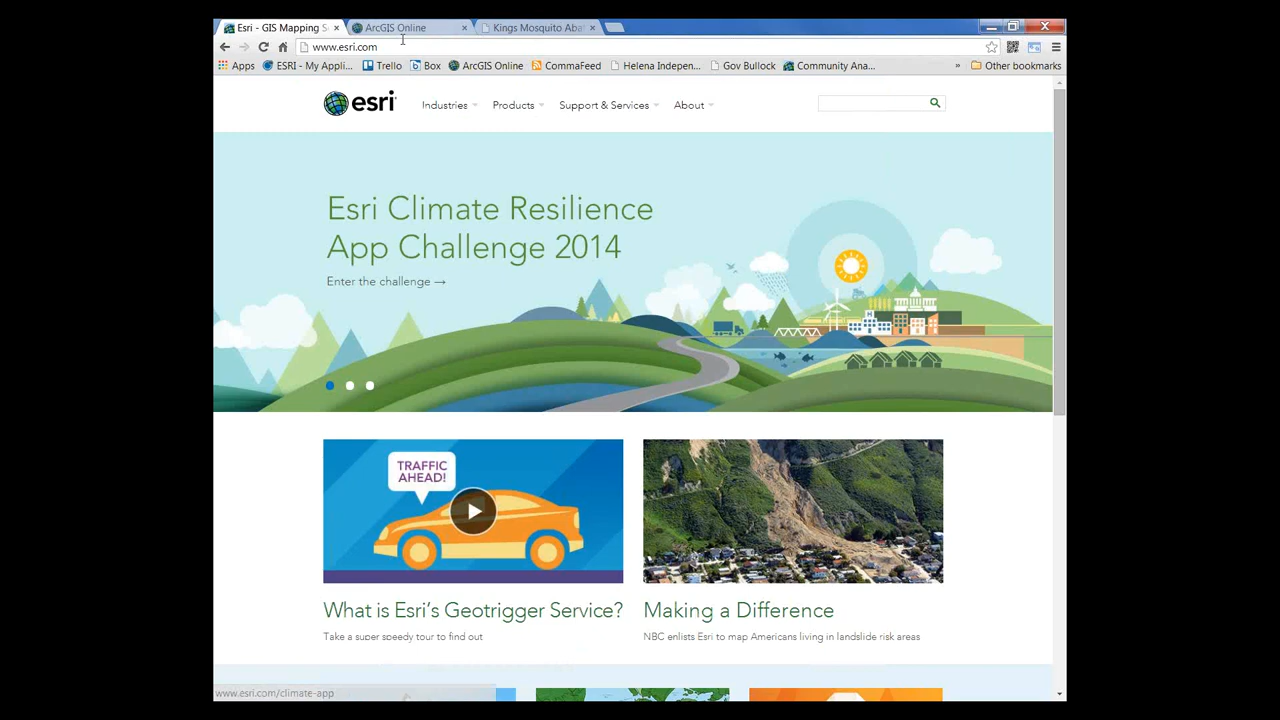 Esri - GIS Mapping S
ArcGIS Online
Kings Mosquito Aba
www.esri.com
Apps
ESRI - My Appli...
Trello
Box
ArcGIS Online
CommaFeed
Helena Indepen...
Gov Bullock
Community Ana...
»
Other bookmarks
esri
Industries
Products
Support & Services
About
Esri Climate Resilience
App Challenge 2014
Enter the challenge →
TRAFFIC
AHEAD!
What is Esri's Geotrigger Service?
Making a Difference
Take a super speedy tour to find out
NBC enlists Esri to map Americans living in landslide risk areas
www.esri.com/climate-app